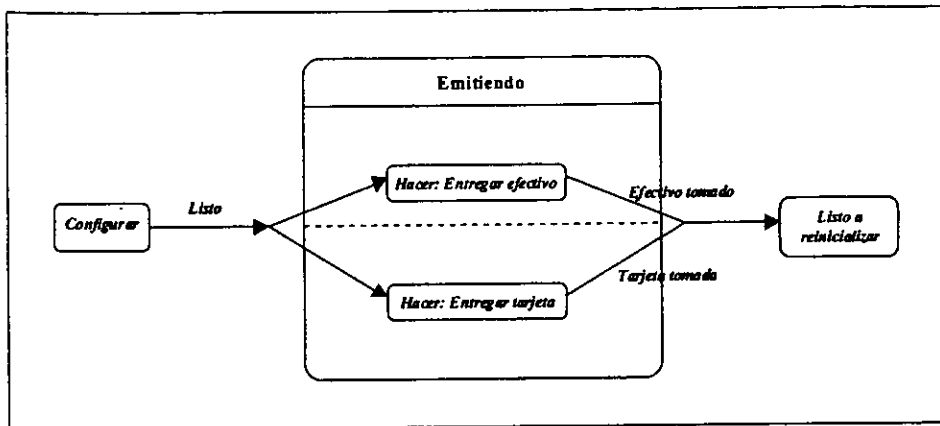 Emitiendo
Hacer: Entregar efectivo
Efectivo tomado
Listo
Configurar
Listo a
reinicializar
Tarjeta tomada
Hacer: Entregar tarjeta